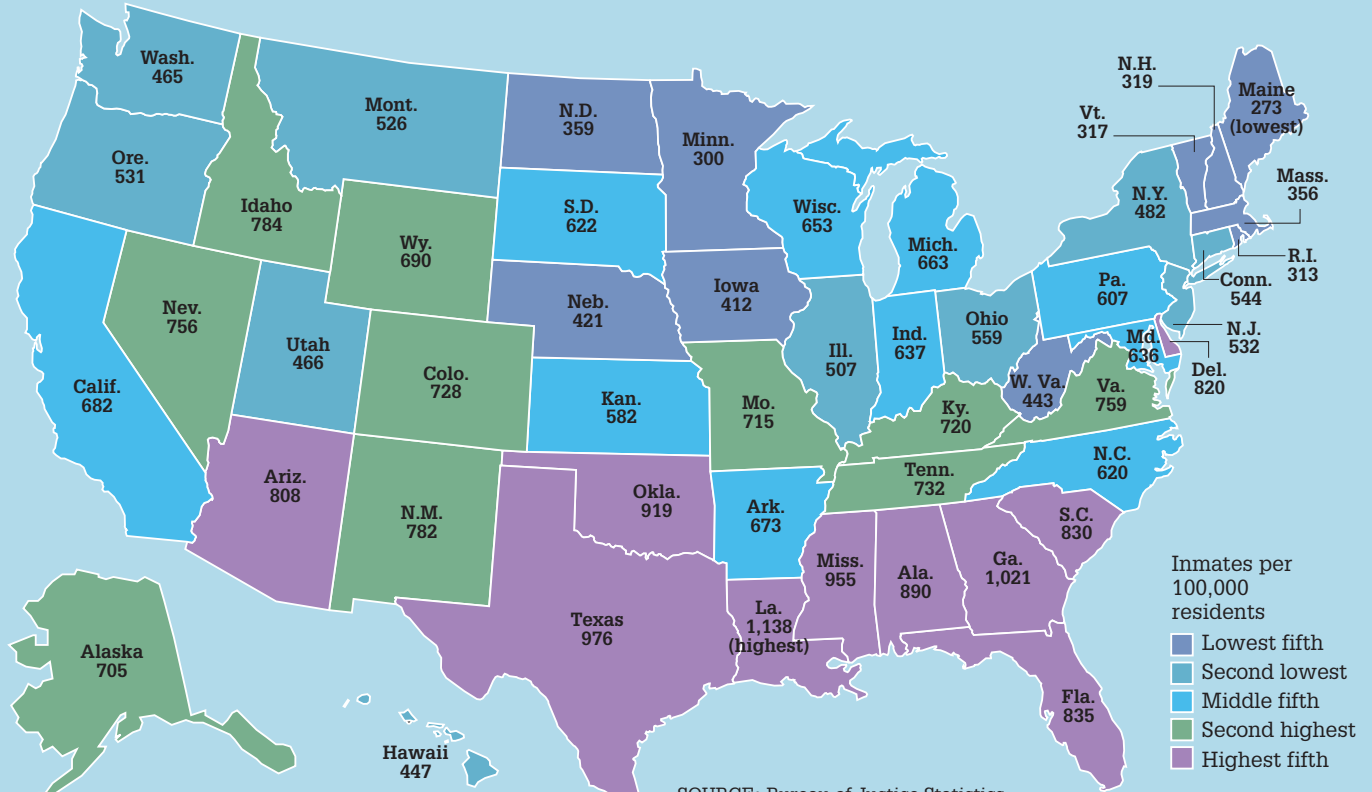 Wash.
465
Ore.
531
Calif.
682
Nev.
756
Idaho
784
Mont.
526
Wy.
690
Utah
466
Colo.
728
Ariz.
808
N.M.
782
N.D.
359
S.D.
622
Neb.
421
Kan.
582
Okla.
919
Texas
976
Minn.
300
Iowa
412
Mo.
715
Ark.
673
La.
1,138
(highest)
Wisc.
653
Ill.
507
Mich.
663
Ind.
637
Ohio
559
Ky.
720
Tenn.
732
Miss.
955
Ala.
890
Ga.
1,021
Fla.
835
S.C.
830
N.C.
620
Va.
759
W. Va.
443
Md.
636
Pa.
607
N.Y.
482
Vt.
317
N.H.
319
Maine
273
(lowest)
Mass.
356
R.I.
313
Conn.
544
N.J.
532
Del.
820
Alaska
705
Hawaii
447
Inmates per
100,000
residents
Lowest fifth
Second lowest
Middle fifth
Second highest
Highest fifth
SOURCE: Bureau of Justice Statistics